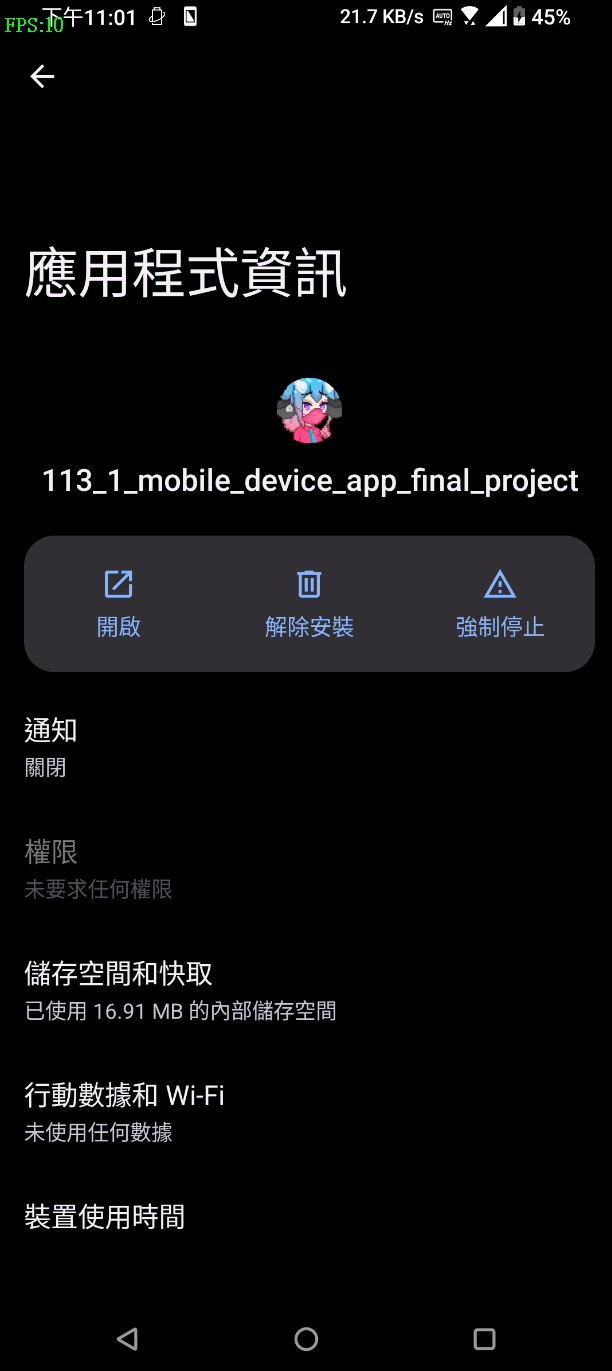 下午11:01 21.7 KB/s AUTO Hz 45%
FPS:10
應用程式資訊
113_1_mobile_device_app_final_project
開啟 解除安裝 強制停止
通知
關閉
權限
未要求任何權限
儲存空間和快取
已使用 16.91 MB 的內部儲存空間
行動數據和 Wi-Fi
未使用任何數據
裝置使用時間